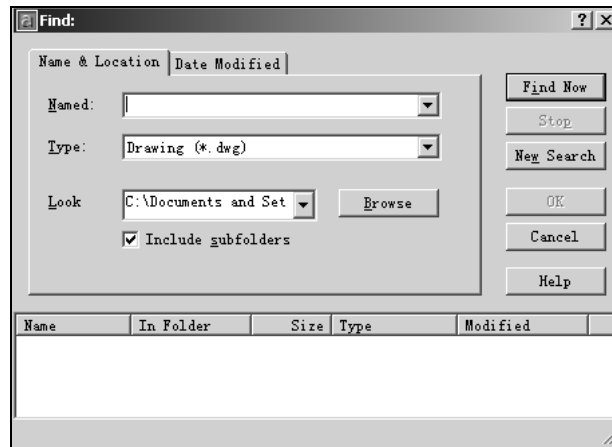 Find:
Name & Location Date Modified
Named:
Find Now
Stop
Type: Drawing (*.dwg)
New Search
Look C:\Documents and Set Browse
OK
Include subfolders
Cancel
Help
Name In Folder Size Type Modified